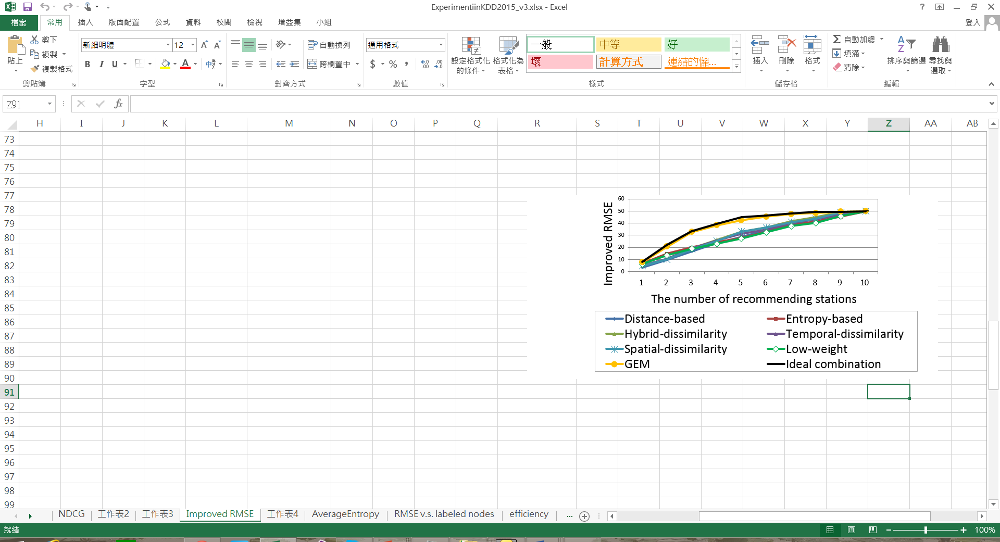 ExperimentiinKDD2015_v3.xlsx - Excel
檔案 常用 插入 版面配置 公式 資料 校閱 檢視 增益集 小組
登入
貼上
剪下
複製
複製格式
剪貼簿
新細明體 12
B I U A
字型
自動換列
跨欄置中
對齊方式
通用格式
$ % ,
數值
設定格式化的條件
格式化為表格
一般 中等 好
壞 計算方式 連結的儲...
樣式
插入 刪除 格式
儲存格
Σ 自動加總
填滿
清除
排序與篩選
尋找與選取
編輯
Z91
fx
H I J K L M N O P Q R S T U V W X Y Z AA AB
73
74
75
76
77
78
79
80
81
82
83
84
85
86
87
88
89
90
91
92
93
94
95
96
97
98
99
Improved RMSE
60
50
40
30
20
10
0
1 2 3 4 5 6 7 8 9 10
The number of recommending stations
Distance-based Entropy-based
Hybrid-dissimilarity Temporal-dissimilarity
Spatial-dissimilarity Low-weight
GEM Ideal combination
NDCG 工作表2 工作表3 Improved RMSE 工作表4 AverageEntropy RMSE v.s. labeled nodes efficiency ...
就緒
100%